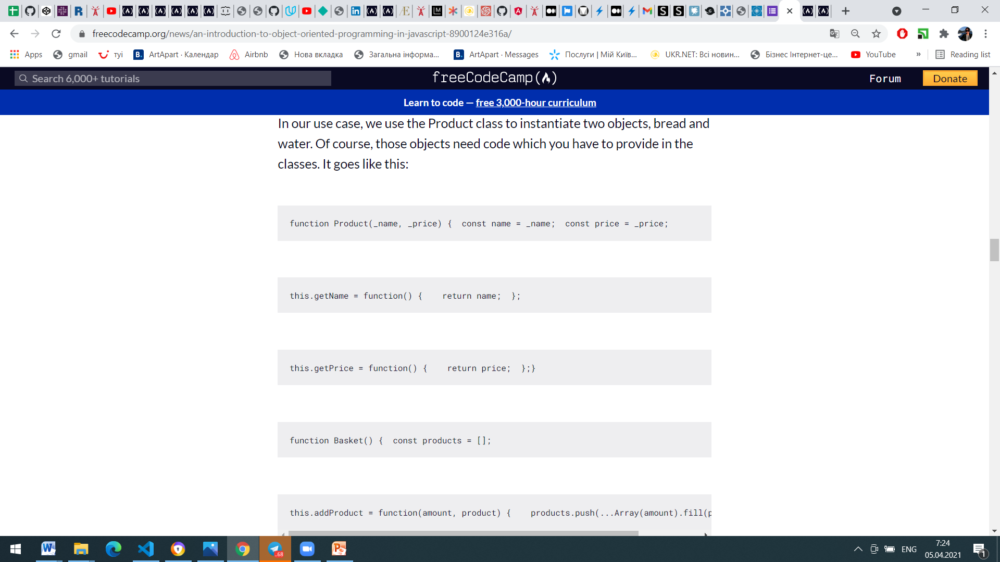 freecodecamp.org/news/an-introduction-to-object-oriented-programming-in-javascript-8900124e316a/
Apps gmail туі B. ArtApart · Календар Airbnb Нова вкладка Загальна інформа... B. ArtApart · Messages Послуги | Мій Київ... UKR.NET: Всі новин... Бізнес Інтернет-це... YouTube » Reading list
Search 6,000+ tutorials freeCodeCamp Forum Donate
Learn to code — free 3,000-hour curriculum
In our use case, we use the Product class to instantiate two objects, bread and
water. Of course, those objects need code which you have to provide in the
classes. It goes like this:
function Product(_name, _price) {  const name = _name;  const price = _price;
this.getName = function() {    return name;  };
this.getPrice = function() {    return price;  };}
function Basket() {  const products = [];
this.addProduct = function(amount, product) {    products.push(...Array(amount).fill(p
..68
ENG
7:24
05.04.2021
1